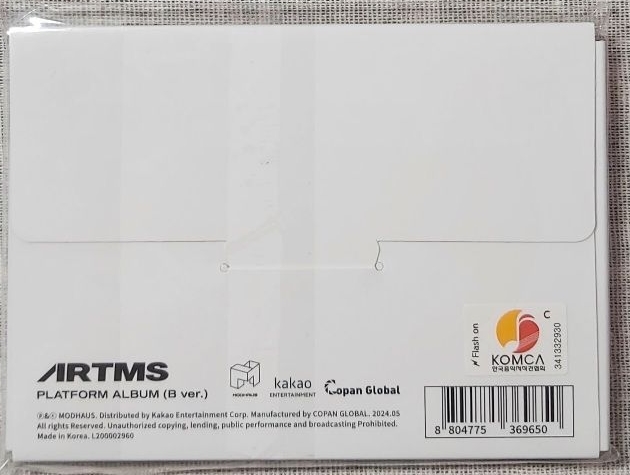 ARTMS
PLATFORM ALBUM (B ver.)
MODHAUS
kakao
ENTERTAINMENT
Copan Global
Flash on
C
KOMCA
한국음악저작권협회
341332930
℗&© MODHAUS. Distributed by Kakao Entertainment Corp. Manufactured by COPAN GLOBAL. 2024.05
All rights Reserved. Unauthorized copying, lending, public performance and broadcasting Prohibited.
Made in Korea. L200002960
8 804775 369650